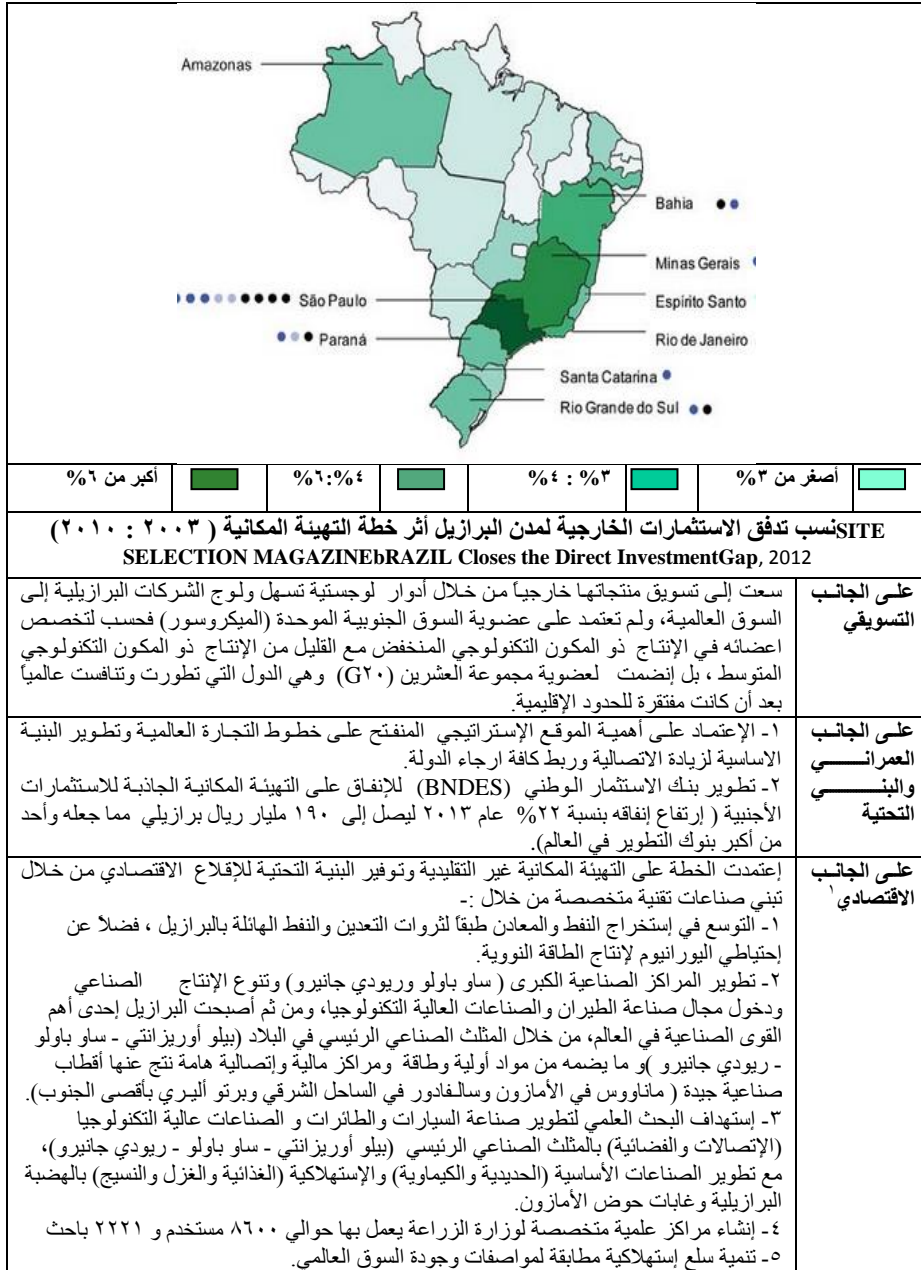 Amazonas
Bahia
Minas Gerais
São Paulo
Espirito Santo
Paraná
Rio de Janeiro
Santa Catarina
Rio Grande do Sul
أصغر من ٣%
٣% : ٤%
٤%:٦%
أكبر من ٦%
SITEنسب تدفق الاستثمارات الخارجية لمدن البرازيل أثر خطة التهيئة المكانية ( ٢٠٠٣ : ٢٠١٠)
SELECTION MAGAZINEbRAZIL Closes the Direct InvestmentGap, 2012
على الجانب
التسويقي
سعت إلى تسويق منتجاتها خارجياً من خلال أدوار لوجستية تسهل ولوج الشركات البرازيلية إلى
السوق العالمية، ولم تعتمد على عضوية السوق الجنوبية الموحدة (الميكروسور) فحسب لتخصص
اعضائه في الإنتاج ذو المكون التكنولوجي المنخفض مع القليل من الإنتاج ذو المكون التكنولوجي
المتوسط ، بل إنضمت لعضوية مجموعة العشرين (G٢٠) وهي الدول التي تطورت وتنافست عالمياً
بعد أن كانت مفتقرة للحدود الإقليمية.
على الجانب
العمراني
والبني
التحتية
١- الإعتماد على أهمية الموقع الإستراتيجي المنفتح على خطوط التجارة العالمية وتطوير البنية
الاساسية لزيادة الاتصالية وربط كافة ارجاء الدولة.
٢- تطوير بنك الاستثمار الوطني (BNDES) للإنفاق على التهيئة المكانية الجاذبة للاستثمارات
الأجنبية ( إرتفاع إنفاقه بنسبة ٢٢% عام ٢٠١٣ ليصل إلى ١٩٠ مليار ريال برازيلي مما جعله وأحد
من أكبر بنوك التطوير في العالم).
على الجانب
الاقتصادي١
إعتمدت الخطة على التهيئة المكانية غير التقليدية وتوفير البنية التحتية للإقلاع الاقتصادي من خلال
تبني صناعات تقنية متخصصة من خلال :-
١- التوسع في إستخراج النفط والمعادن طبقاً لثروات التعدين والنفط الهائلة بالبرازيل ، فضلاً عن
إحتياطي اليورانيوم لإنتاج الطاقة النووية.
٢- تطوير المراكز الصناعية الكبرى ( ساو باولو وريودي جانيرو) وتنوع الإنتاج الصناعي
ودخول مجال صناعة الطيران والصناعات العالية التكنولوجيا، ومن ثم أصبحت البرازيل إحدى أهم
القوى الصناعية في العالم، من خلال المثلث الصناعي الرئيسي في البلاد (بيلو أوريزانتي - ساو باولو
- ريودي جانيرو )و ما يضمه من مواد أولية وطاقة ومراكز مالية وإتصالية هامة نتج عنها أقطاب
صناعية جيدة ( ماناووس في الأمازون وسالفادور في الساحل الشرقي وبرتو أليري بأقصى الجنوب).
٣- إستهداف البحث العلمي لتطوير صناعة السيارات والطائرات و الصناعات عالية التكنولوجيا
(الإتصالات والفضائية) بالمثلث الصناعي الرئيسي (بيلو أوريزانتي - ساو باولو - ريودي جانيرو)،
مع تطوير الصناعات الأساسية (الحديدية والكيماوية) والإستهلاكية (الغذائية والغزل والنسيج) بالهضبة
البرازيلية وغابات حوض الأمازون.
٤- إنشاء مراكز علمية متخصصة لوزارة الزراعة يعمل بها حوالي ٨٦٠٠ مستخدم و ٢٢٢١ باحث
٥- تنمية سلع إستهلاكية مطابقة لمواصفات وجودة السوق العالمي.